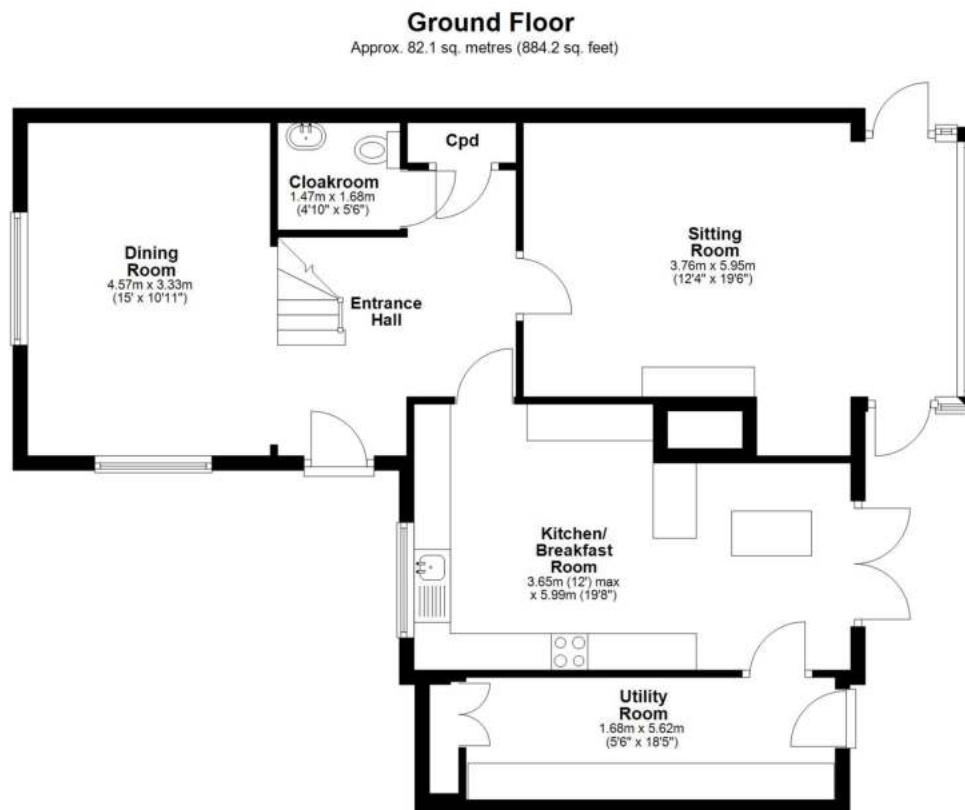 Ground Floor
Approx. 82.1 sq. metres (884.2 sq. feet)
Cpd
Cloakroom
1.47m x 1.68m
(4'10" x 5'6")
Dining
Room
4.57m x 3.33m
(15' x 10'11")
Sitting
Room
3.76m x 5.95m
(12'4" x 19'6")
Entrance
Hall
Kitchen/
Breakfast
Room
3.65m (12') max
x 5.99m (19'8")
Utility
Room
1.68m x 5.62m
(5'6" x 18'5")